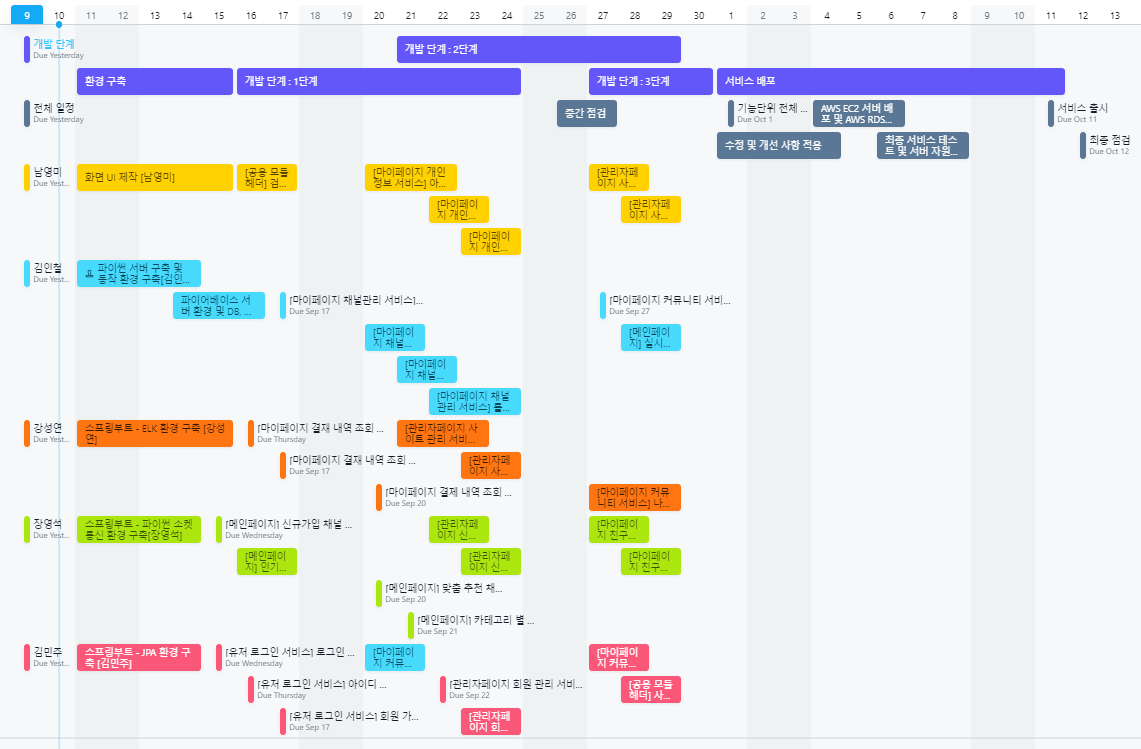 9 10 11 12 13 14 15 16 17 18 19 20 21 22 23 24 25 26 27 28 29 30 1 2 3 4 5 6 7 8 9 10 11 12 13
개발 단계
Due Yesterday
개발 단계 : 2단계
환경 구축
개발 단계 : 1단계
개발 단계 : 3단계
서비스 배포
전체 일정
Due Yesterday
중간 점검
기능단위 전체 ...
Due Oct 1
AWS EC2 서버 배
포 및 AWS RDS...
서비스 출시
Due Oct 11
수정 및 개선 사항 적용
최종 서비스 테스
트 및 서버 자원...
최종 점검
Due Oct 12
남영미
Due Yest...
화면 UI 제작 [남영미]
[공용 모듈
헤더] 검...
[마이페이지 개인
정보 서비스] 아...
[관리자페
이지 사...
[마이페이
지 개인...
[관리자페
이지 사...
[마이페이
지 개인...
김인철
Due Yest...
파이썬 서버 구축 및
동작 환경 구축[김인...
파이어베이스 서
버 환경 및 DB, ...
[마이페이지 채널관리 서비스]...
Due Sep 17
[마이페이지 커뮤니티 서비...
Due Sep 27
[마이페이
지 채널...
[메인페이
지] 실시...
[마이페이
지 채널...
[마이페이지 채널
관리 서비스] 툴...
강성연
Due Yest...
스프링부트 - ELK 환경 구축 [강성
연]
[마이페이지 결재 내역 조회 ...
Due Thursday
[관리자페이지 사
이트 관리 서비...
[마이페이지 결재 내역 조회 ...
Due Sep 17
[관리자페
이지 사...
[마이페이지 결제 내역 조회 ...
Due Sep 20
[마이페이지 커뮤
니티 서비스] 나...
장영석
Due Yest...
스프링부트 - 파이썬 소켓
통신 환경 구축[장영석]
[메인페이지] 신규가입 채널 ...
Due Wednesday
[관리자페
이지 신...
[마이페이
지 친구...
[메인페이
지] 인기...
[관리자페
이지 신...
[마이페이
지 친구...
[메인페이지] 맞춤 추천 채...
Due Sep 20
[메인페이지] 카테고리 별 ...
Due Sep 21
김민주
Due Yest...
스프링부트 - JPA 환경 구
축 [김민주]
[유저 로그인 서비스] 로그인 ...
Due Wednesday
[마이페이
지 커뮤...
[마이페이
지 커뮤...
[유저 로그인 서비스] 아이디 ...
Due Thursday
[관리자페이지 회원 관리 서비...
Due Sep 22
[공용 모듈
헤더] 사...
[유저 로그인 서비스] 회원 가...
Due Sep 17
[관리자페
이지 회...